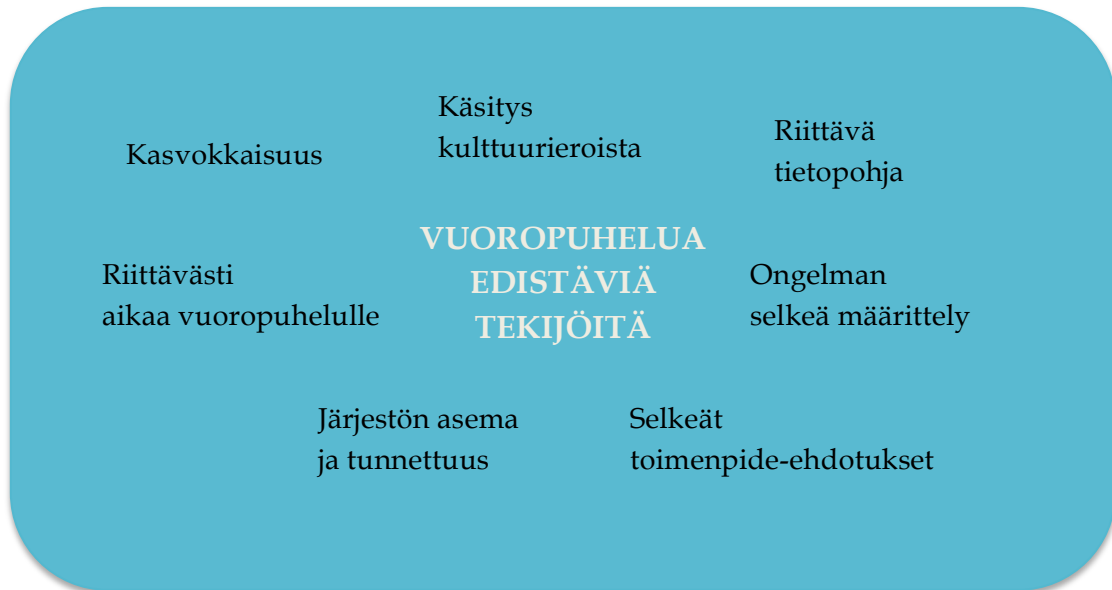 Kasvokkaisuus
Käsitys
kulttuurieroista
Riittävä
tietopohja
VUOROPUHELUA
EDISTÄVIÄ
TEKIJÖITÄ
Riittävästi
aikaa vuoropuhelulle
Ongelman
selkeä määrittely
Järjestön asema
ja tunnettuus
Selkeät
toimenpide-ehdotukset